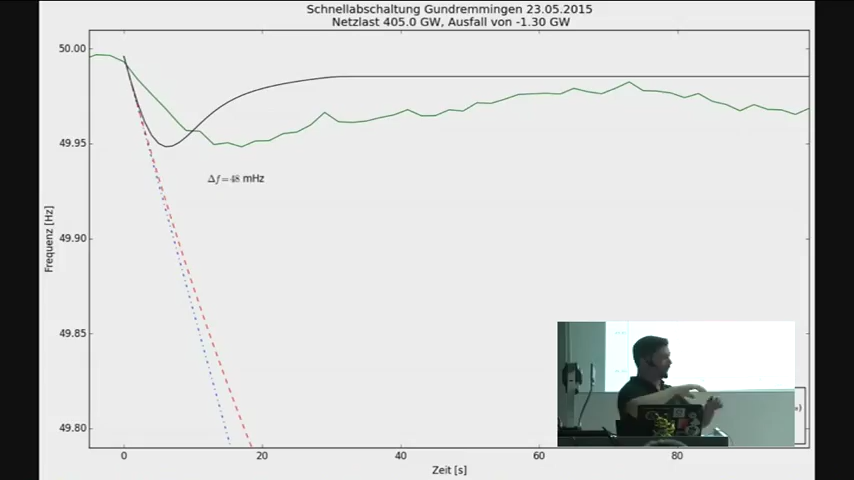 Schnellabschaltung Gundremmingen 23.05.2015
Netzlast 405.0 GW, Ausfall von -1.30 GW
50.00
49.95
49.90
49.85
49.80
Frequenz [Hz]
Δf=48 mHz
0
20
40
60
80
Zeit [s]